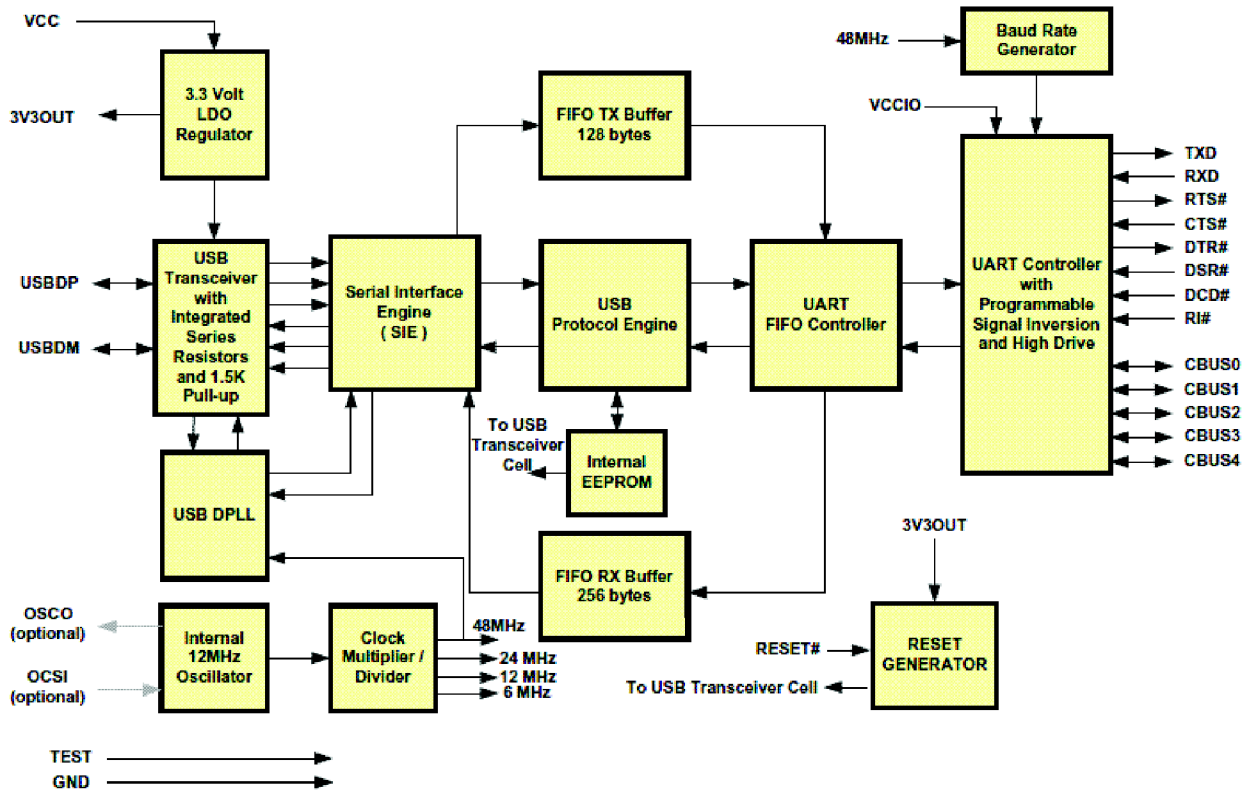 VCC
48MHz
Baud Rate
Generator
3.3 Volt
LDO
Regulator
3V3OUT
FIFO TX Buffer
128 bytes
VCCIO
TXD
RXD
RTS#
CTS#
DTR#
DSR#
DCD#
RI#
CBUS0
CBUS1
CBUS2
CBUS3
CBUS4
USBDP
USBDM
USB
Transceiver
with
Integrated
Series
Resistors
and 1.5K
Pull-up
Serial Interface
Engine
( SIE )
USB
Protocol Engine
UART
FIFO Controller
UART Controller
with
Programmable
Signal Inversion
and High Drive
To USB
Transceiver
Cell
Internal
EEPROM
USB DPLL
FIFO RX Buffer
256 bytes
3V3OUT
OSCO
(optional)
OCSI
(optional)
Internal
12MHz
Oscillator
Clock
Multiplier /
Divider
48MHz
24 MHz
12 MHz
6 MHz
RESET#
RESET
GENERATOR
To USB Transceiver Cell
TEST
GND